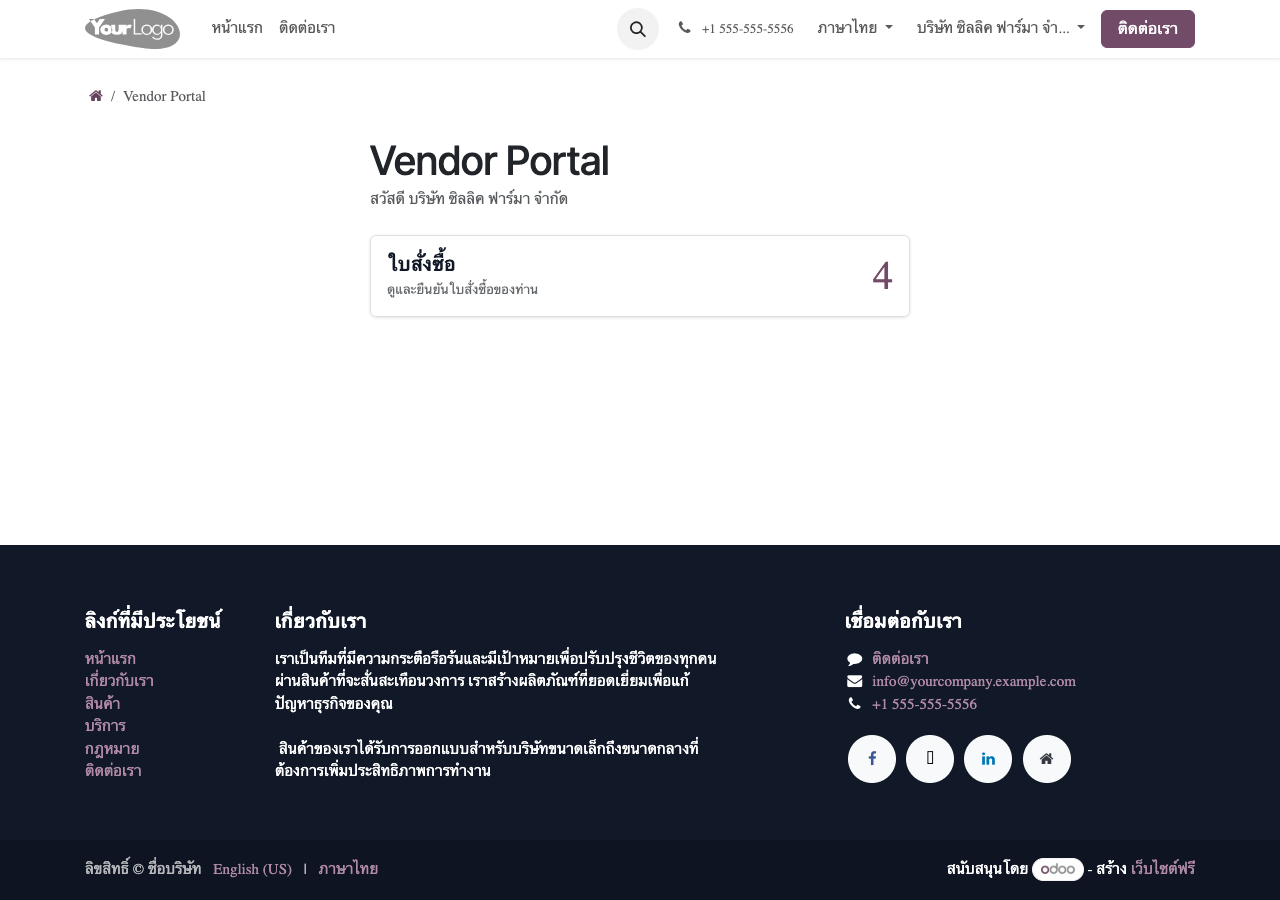 YourLogo
หน้าแรก
ติดต่อเรา
+1 555-555-5556
ภาษาไทย
บริษัท ซิลลิค ฟาร์มา จำ...
ติดต่อเรา
/ Vendor Portal
Vendor Portal
สวัสดี บริษัท ซิลลิค ฟาร์มา จำกัด
ใบสั่งซื้อ
ดูและยืนยันใบสั่งซื้อของท่าน
4
ลิงก์ที่มีประโยชน์
หน้าแรก
เกี่ยวกับเรา
สินค้า
บริการ
กฎหมาย
ติดต่อเรา
เกี่ยวกับเรา
เราเป็นทีมที่มีความกระตือรือร้นและมีเป้าหมายเพื่อปรับปรุงชีวิตของทุกคน
ผ่านสินค้าที่จะสั่นสะเทือนวงการ เราสร้างผลิตภัณฑ์ที่ยอดเยี่ยมเพื่อแก้
ปัญหาธุรกิจของคุณ
สินค้าของเราได้รับการออกแบบสำหรับบริษัทขนาดเล็กถึงขนาดกลางที่
ต้องการเพิ่มประสิทธิภาพการทำงาน
เชื่อมต่อกับเรา
ติดต่อเรา
info@yourcompany.example.com
+1 555-555-5556
ลิขสิทธิ์ © ชื่อบริษัท English (US) | ภาษาไทย
สนับสนุนโดย odoo - สร้าง เว็บไซต์ฟรี